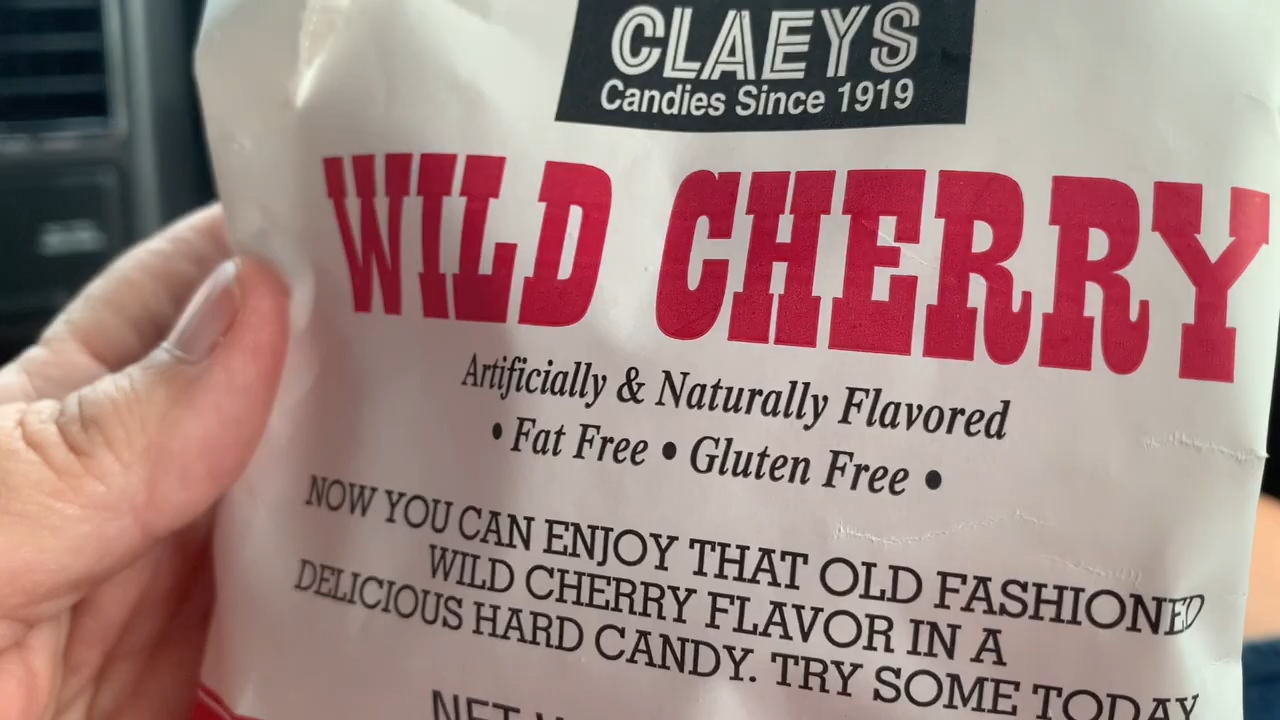 CLAEYS
Candies Since 1919
WILD CHERRY
Artificially & Naturally Flavored
• Fat Free • Gluten Free •
NOW YOU CAN ENJOY THAT OLD FASHIONED
WILD CHERRY FLAVOR IN A
DELICIOUS HARD CANDY. TRY SOME TODAY
NET